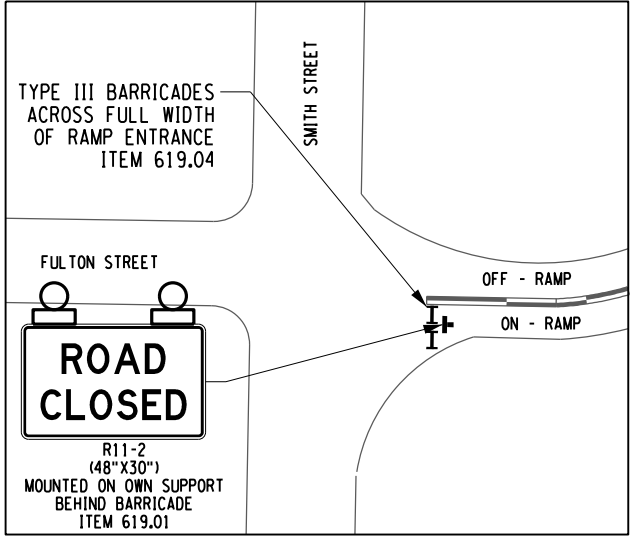 TYPE III BARRICADES
ACROSS FULL WIDTH
OF RAMP ENTRANCE
ITEM 619.04
SMITH STREET
FULTON STREET
OFF - RAMP
ON - RAMP
ROAD
CLOSED
R11-2
(48"X30")
MOUNTED ON OWN SUPPORT
BEHIND BARRICADE
ITEM 619.01